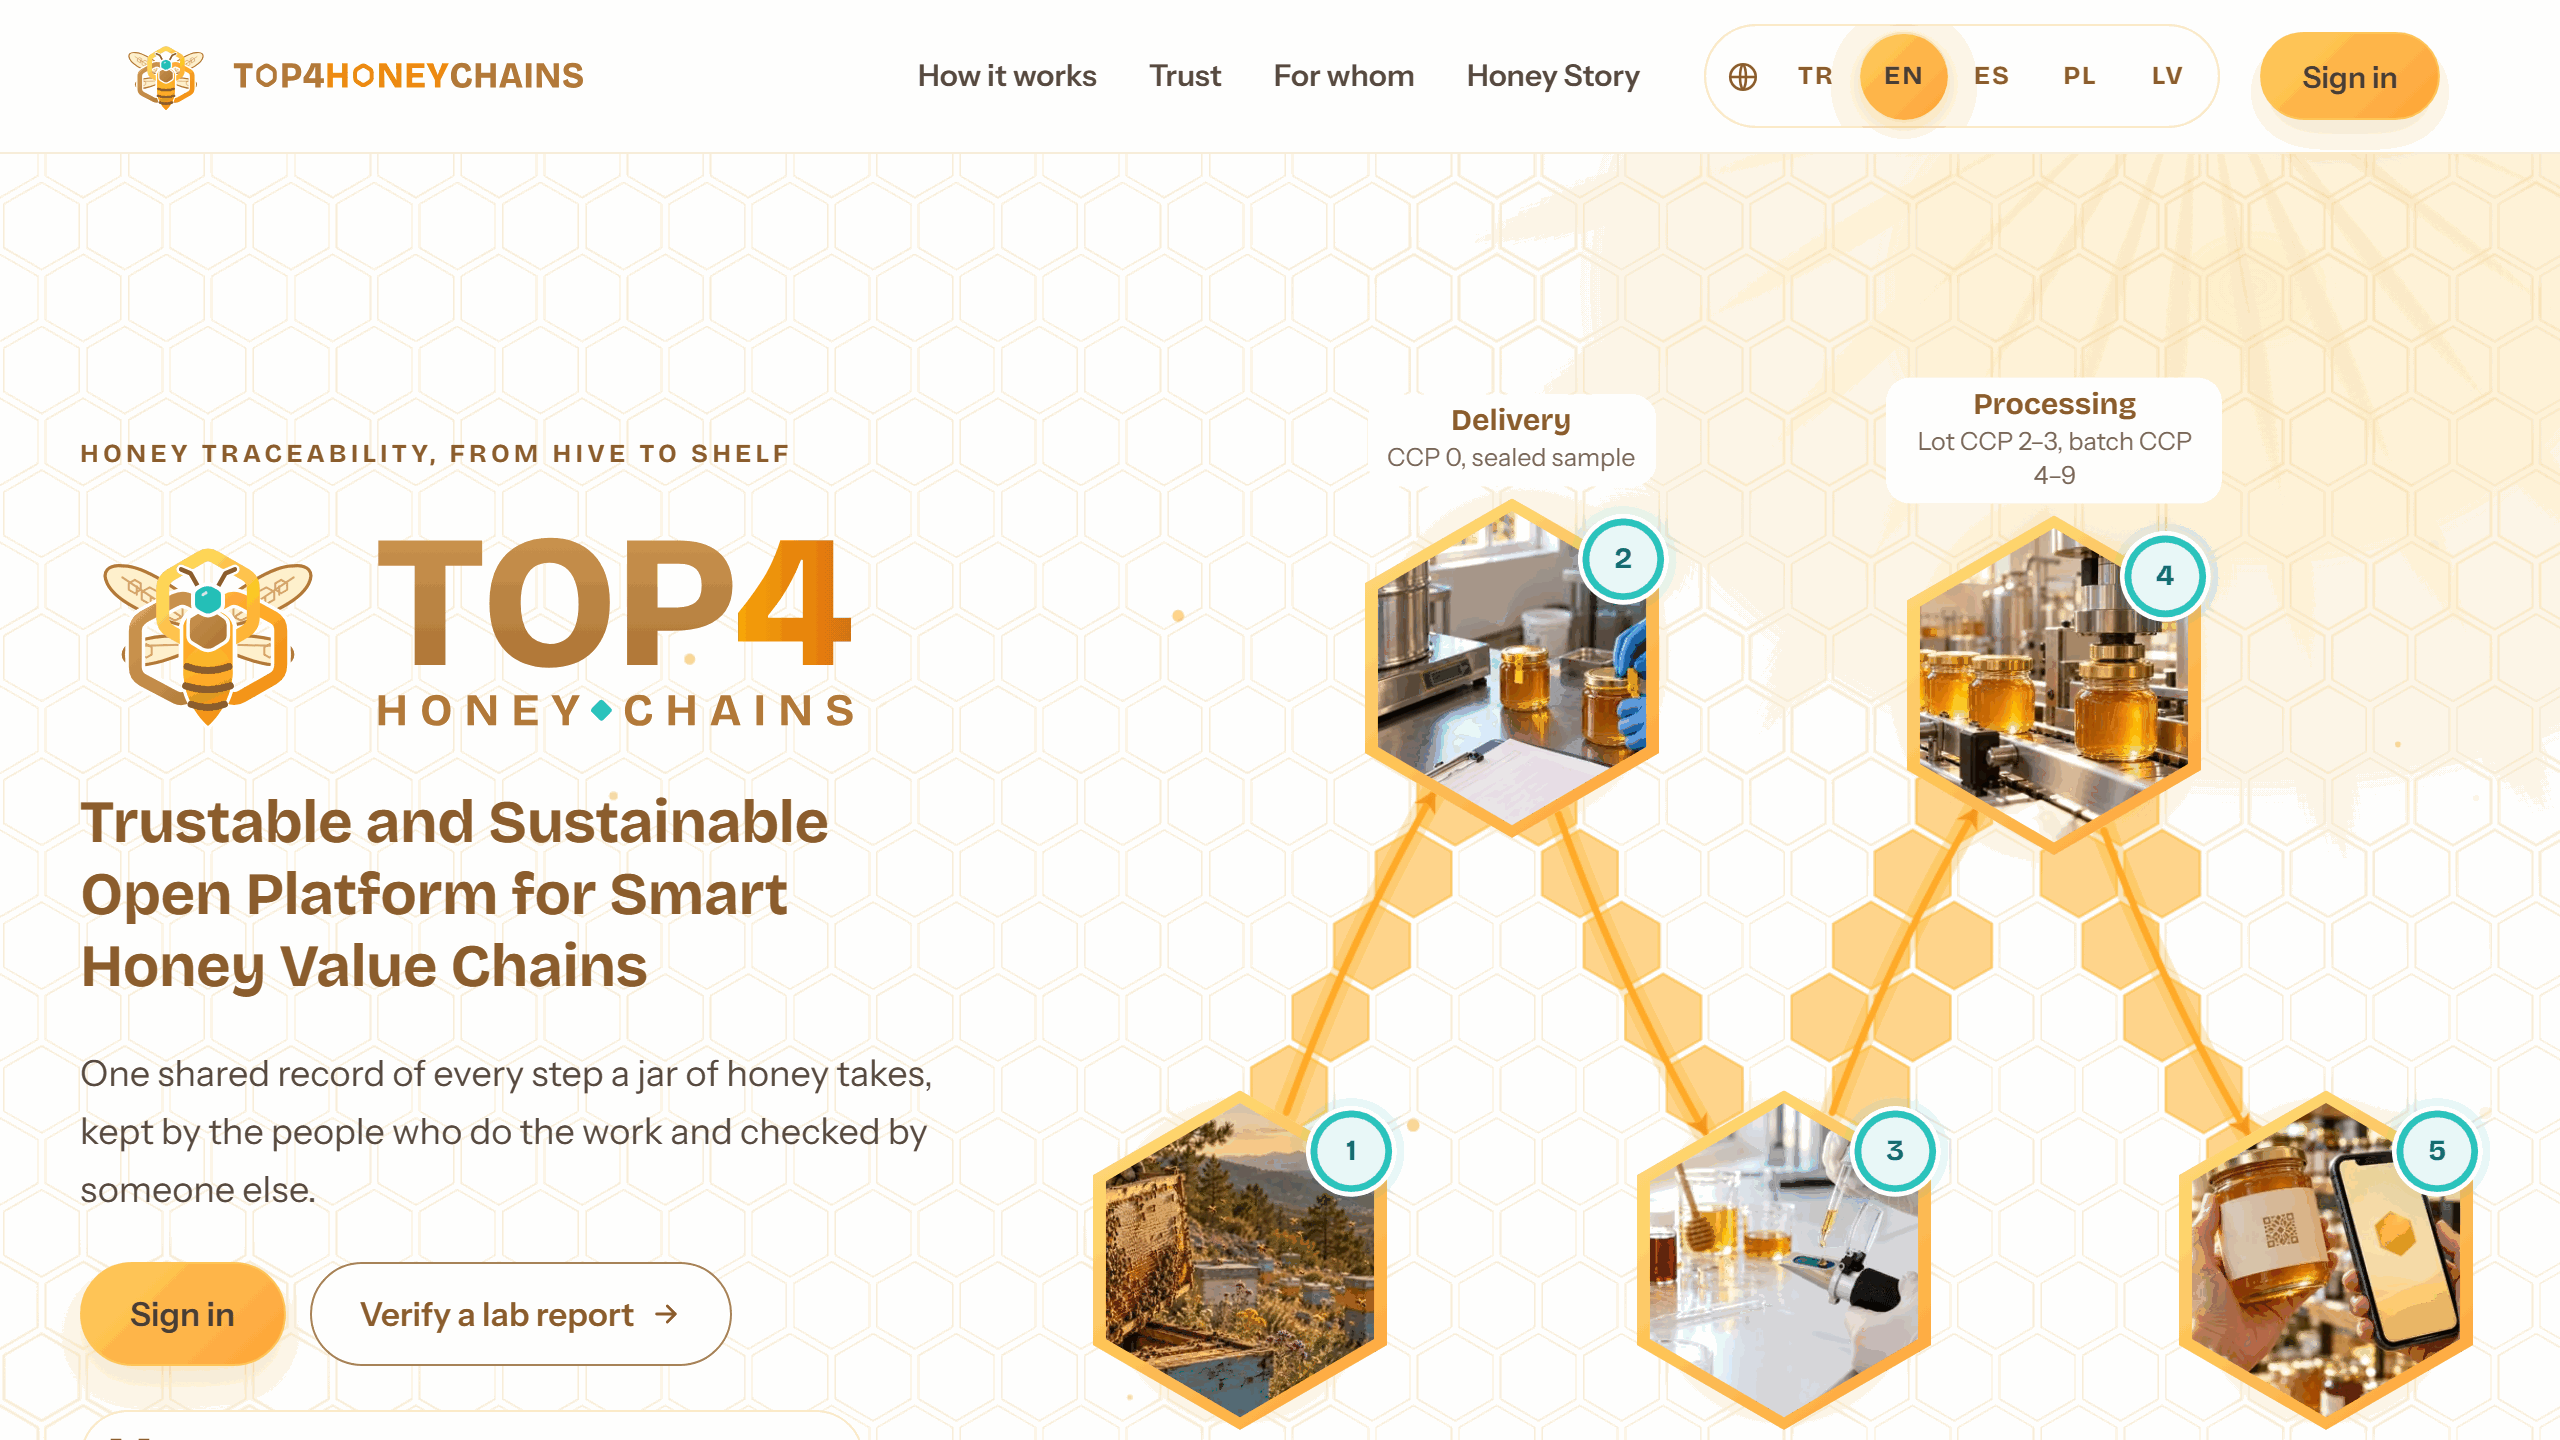 TOP4HONEYCHAINS
How it works
Trust
For whom
Honey Story
TR
EN
ES
PL
LV
Sign in
HONEY TRACEABILITY, FROM HIVE TO SHELF
TOP4
HONEY CHAINS
Trustable and Sustainable
Open Platform for Smart
Honey Value Chains
One shared record of every step a jar of honey takes,
kept by the people who do the work and checked by
someone else.
Sign in
Verify a lab report →
Delivery
CCP 0, sealed sample
2
Processing
Lot CCP 2–3, batch CCP
4–9
4
1
3
5